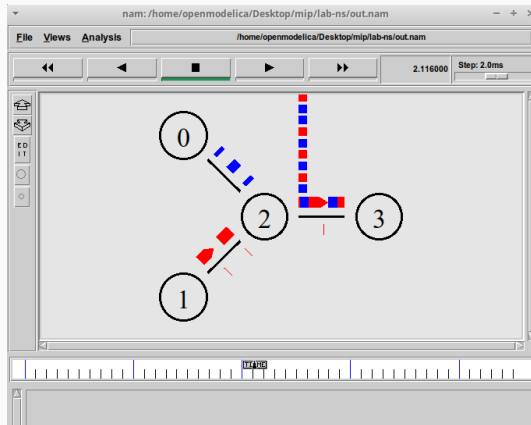 nam: /home/openmodelica/Desktop/mip/lab-ns/out.nam
File Views Analysis /home/openmodelica/Desktop/mip/lab-ns/out.nam
2.116000 Step: 2.0ms
ED
IT
0
2
3
1
TIME